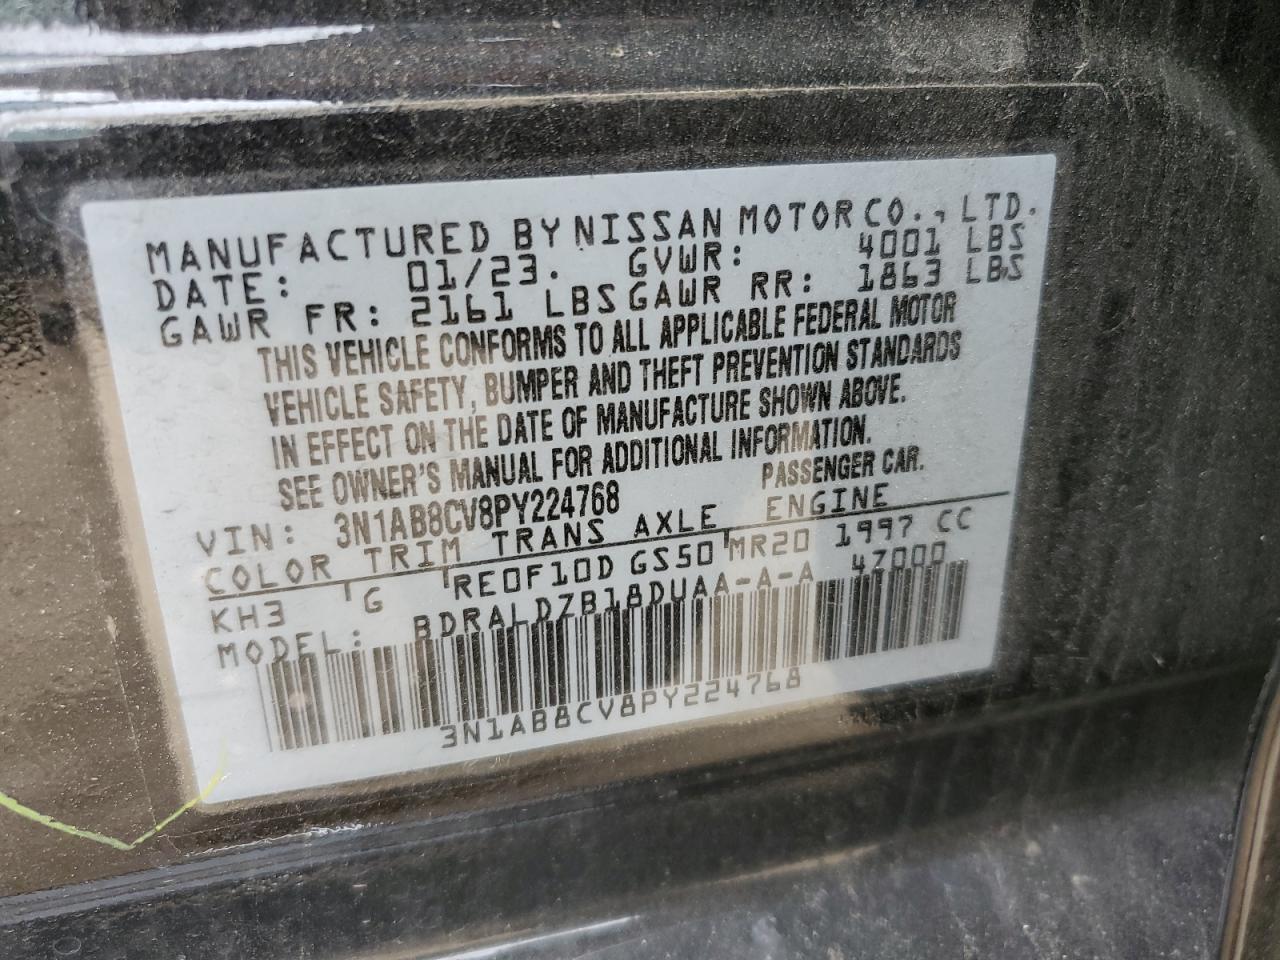 MANUFACTURED BY NISSAN MOTOR CO., LTD.
DATE: 01/23. GVWR: 4001 LBS
GAWR FR: 2161 LBS GAWR RR: 1863 LBS
THIS VEHICLE CONFORMS TO ALL APPLICABLE FEDERAL MOTOR
VEHICLE SAFETY, BUMPER AND THEFT PREVENTION STANDARDS
IN EFFECT ON THE DATE OF MANUFACTURE SHOWN ABOVE.
SEE OWNER'S MANUAL FOR ADDITIONAL INFORMATION.
VIN: 3N1AB8CV8PY224768 PASSENGER CAR.
COLOR TRIM TRANS AXLE ENGINE
KH3 G RE0F10D GS50 MR20 1997 CC
MODEL: BDRALDZB18DUAA-A-A 47000
3N1AB8CV8PY224768